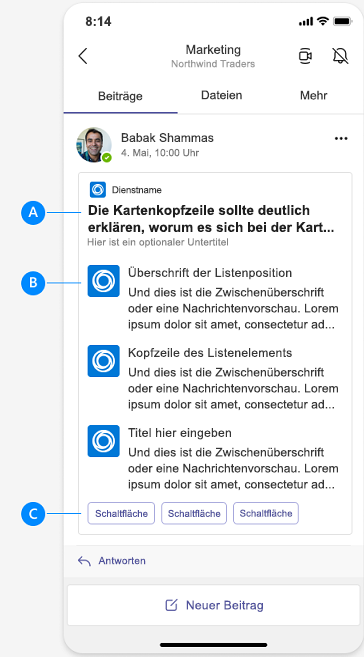 8:14
Marketing
Northwind Traders
Beiträge Dateien Mehr
Babak Shammas
4. Mai, 10:00 Uhr
Dienstname
A
Die Kartenkopfzeile sollte deutlich
erklären, worum es sich bei der Kart...
Hier ist ein optionaler Untertitel
B
Überschrift der Listenposition
Und dies ist die Zwischenüberschrift
oder eine Nachrichtenvorschau. Lorem
ipsum dolor sit amet, consectetur ad...
Kopfzeile des Listenelements
Und dies ist die Zwischenüberschrift
oder eine Nachrichtenvorschau. Lorem
ipsum dolor sit amet, consectetur ad...
Titel hier eingeben
Und dies ist die Zwischenüberschrift
oder eine Nachrichtenvorschau. Lorem
ipsum dolor sit amet, consectetur ad...
C
Schaltfläche Schaltfläche Schaltfläche
Antworten
Neuer Beitrag